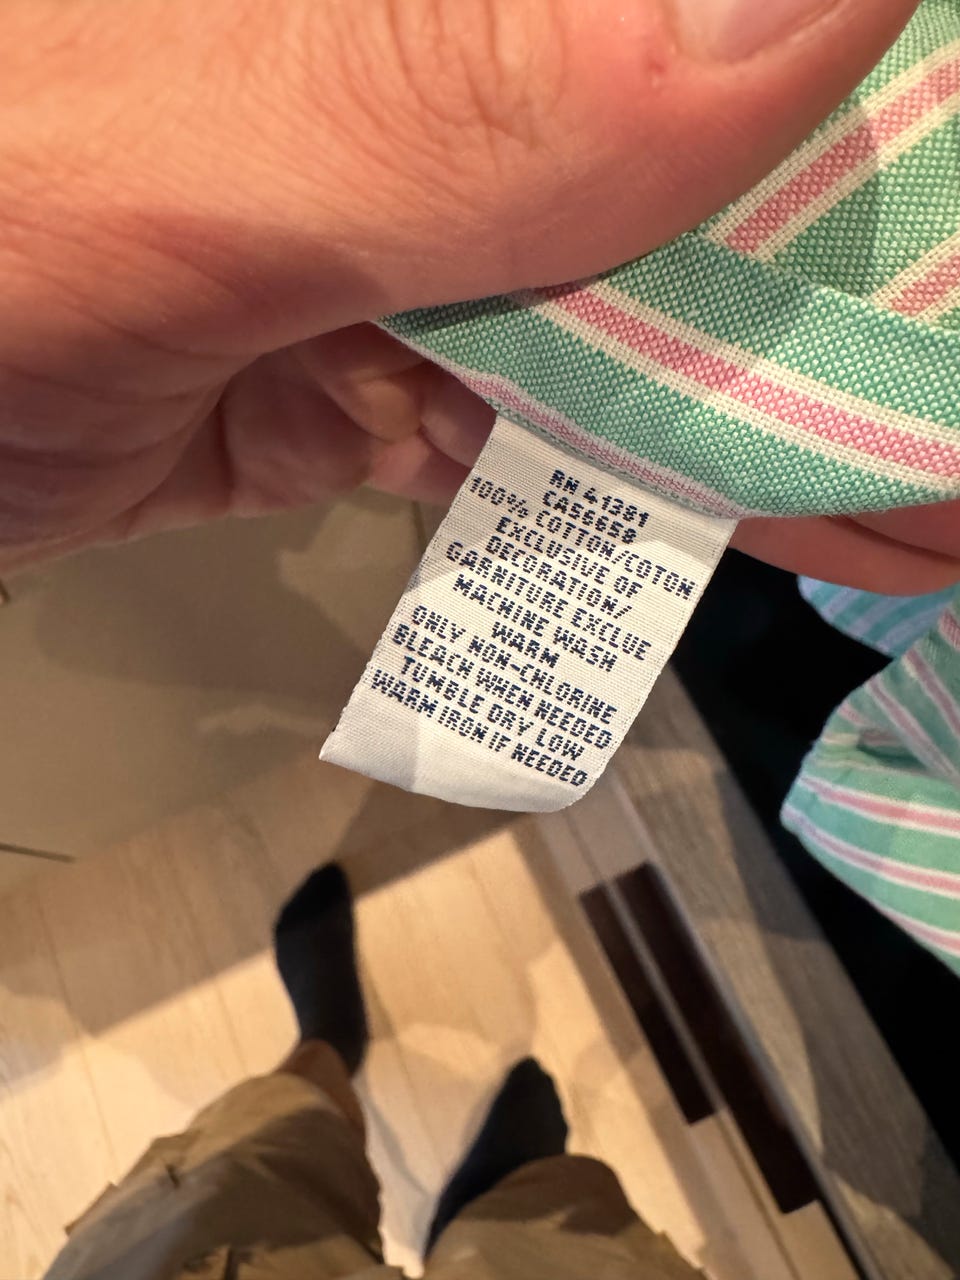 RN 41381
CA56658
100% COTTON/COTON
EXCLUSIVE OF
DECORATION/
GARNITURE EXCLUE
MACHINE WASH
WARM
ONLY NON-CHLORINE
BLEACH WHEN NEEDED
TUMBLE DRY LOW
WARM IRON IF NEEDED